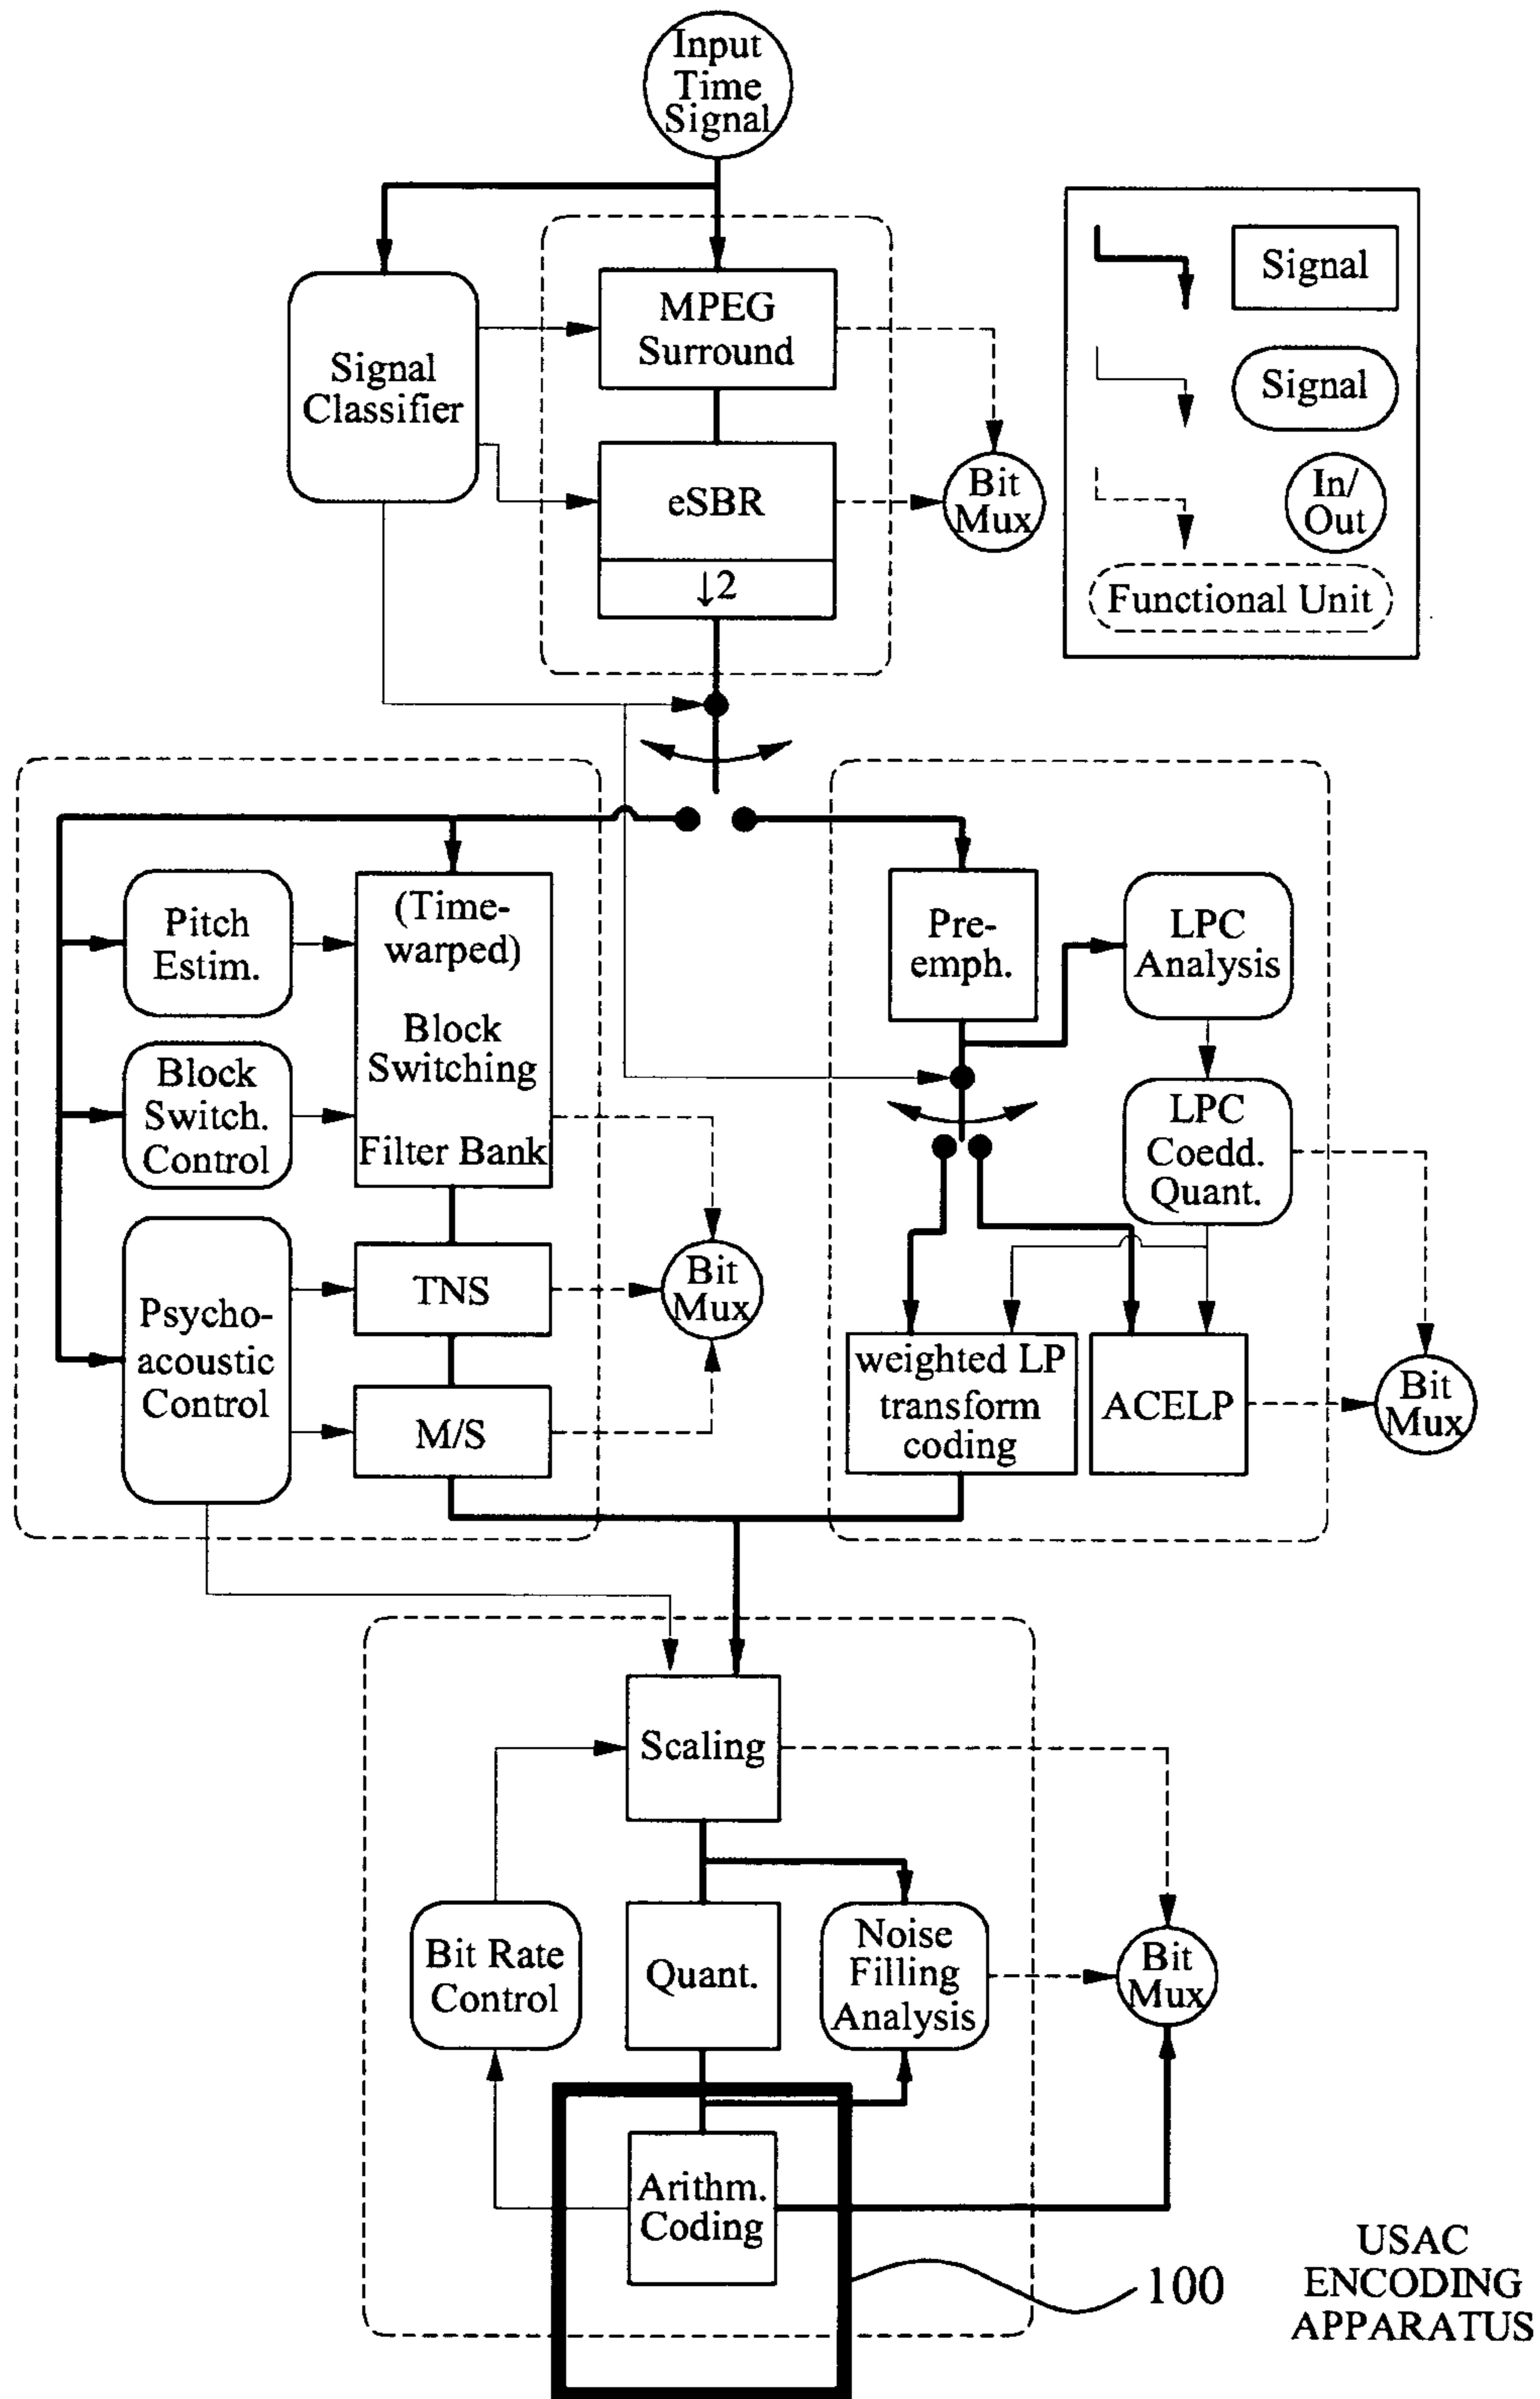 Input
Time
Signal
Signal
Classifier
MPEG
Surround
eSBR
↓2
Bit
Mux
Signal
Signal
In/
Out
Functional Unit
Pitch
Estim.
Block
Switch.
Control
Psycho-
acoustic
Control
(Time-
warped)
Block
Switching
Filter Bank
TNS
M/S
Bit
Mux
Pre-
emph.
LPC
Analysis
LPC
Coedd.
Quant.
weighted LP
transform
coding
ACELP
Bit
Mux
Scaling
Bit Rate
Control
Quant.
Noise
Filling
Analysis
Bit
Mux
Arithm.
Coding
100
USAC
ENCODING
APPARATUS